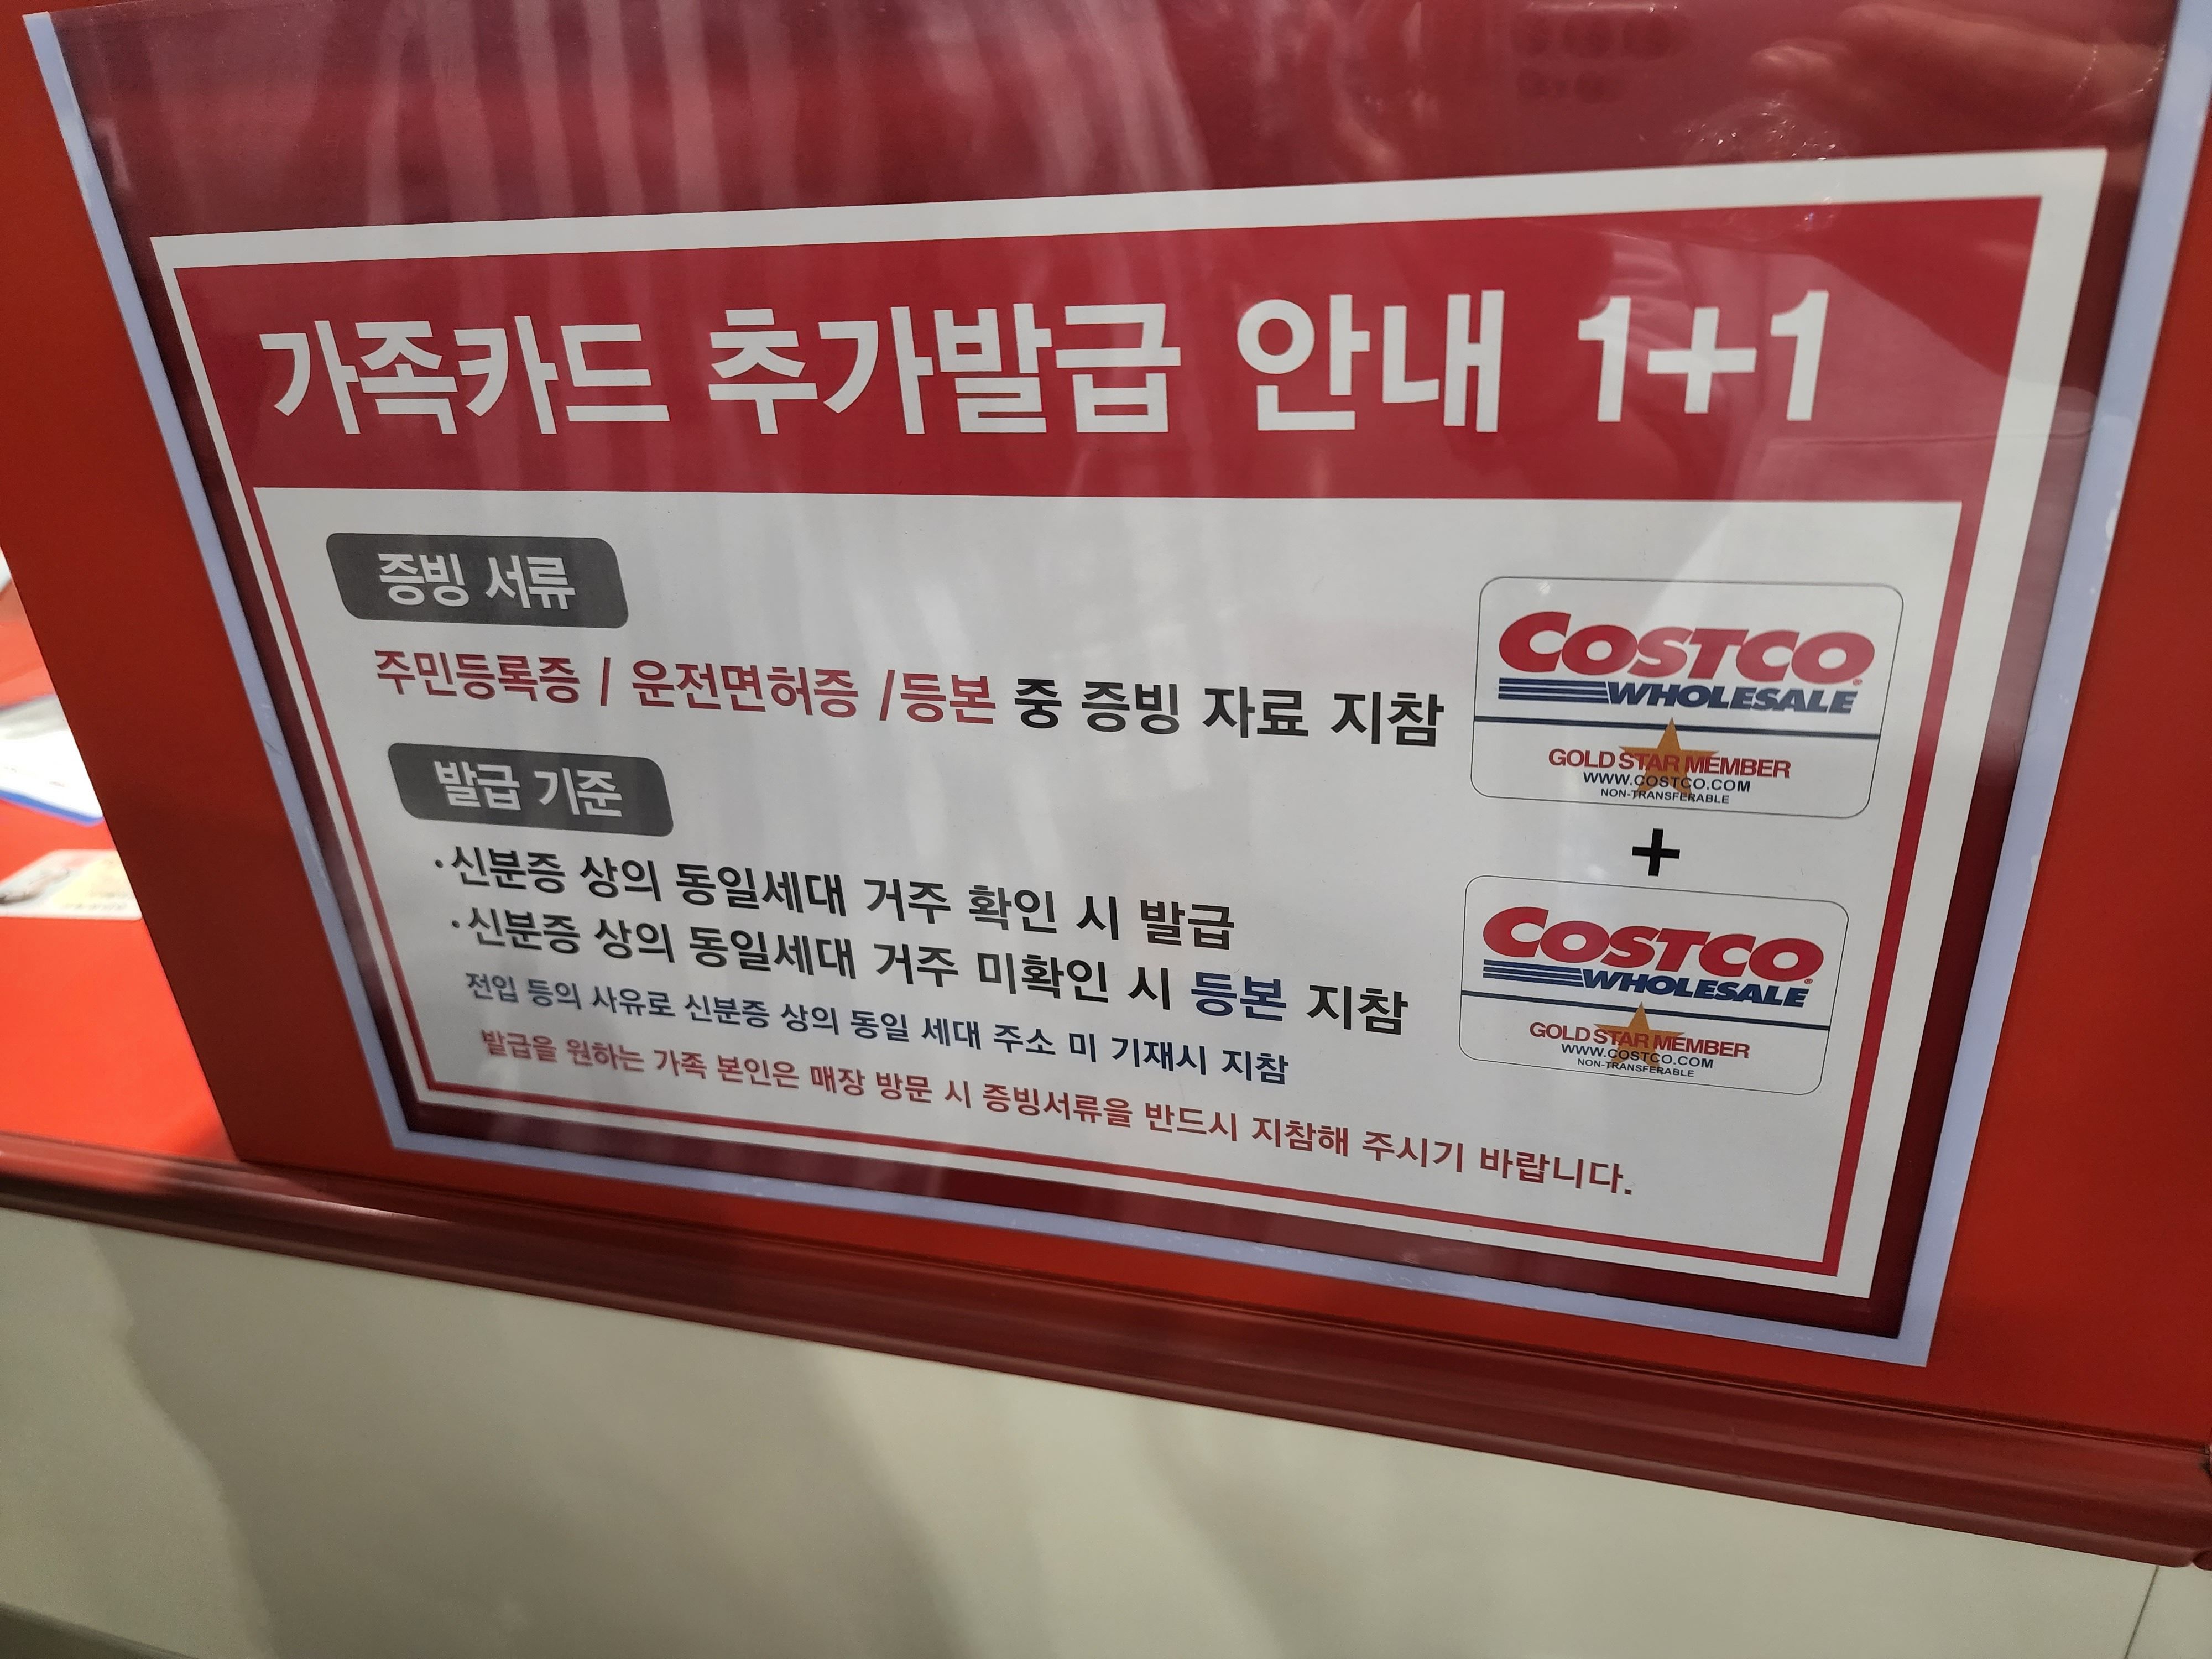 가족카드 추가발급 안내 1+1
증빙 서류
주민등록증 / 운전면허증 /등본 중 증빙 자료 지참
발급 기준
·신분증 상의 동일세대 거주 확인 시 발급
·신분증 상의 동일세대 거주 미확인 시 등본 지참
전입 등의 사유로 신분증 상의 동일 세대 주소 미 기재시 지참
발급을 원하는 가족 본인은 매장 방문 시 증빙서류을 반드시 지참해 주시기 바랍니다.
COSTCO
WHOLESALE
GOLD STAR MEMBER
WWW.COSTCO.COM
NON-TRANSFERABLE
+
COSTCO
WHOLESALE
GOLD STAR MEMBER
WWW.COSTCO.COM
NON-TRANSFERABLE